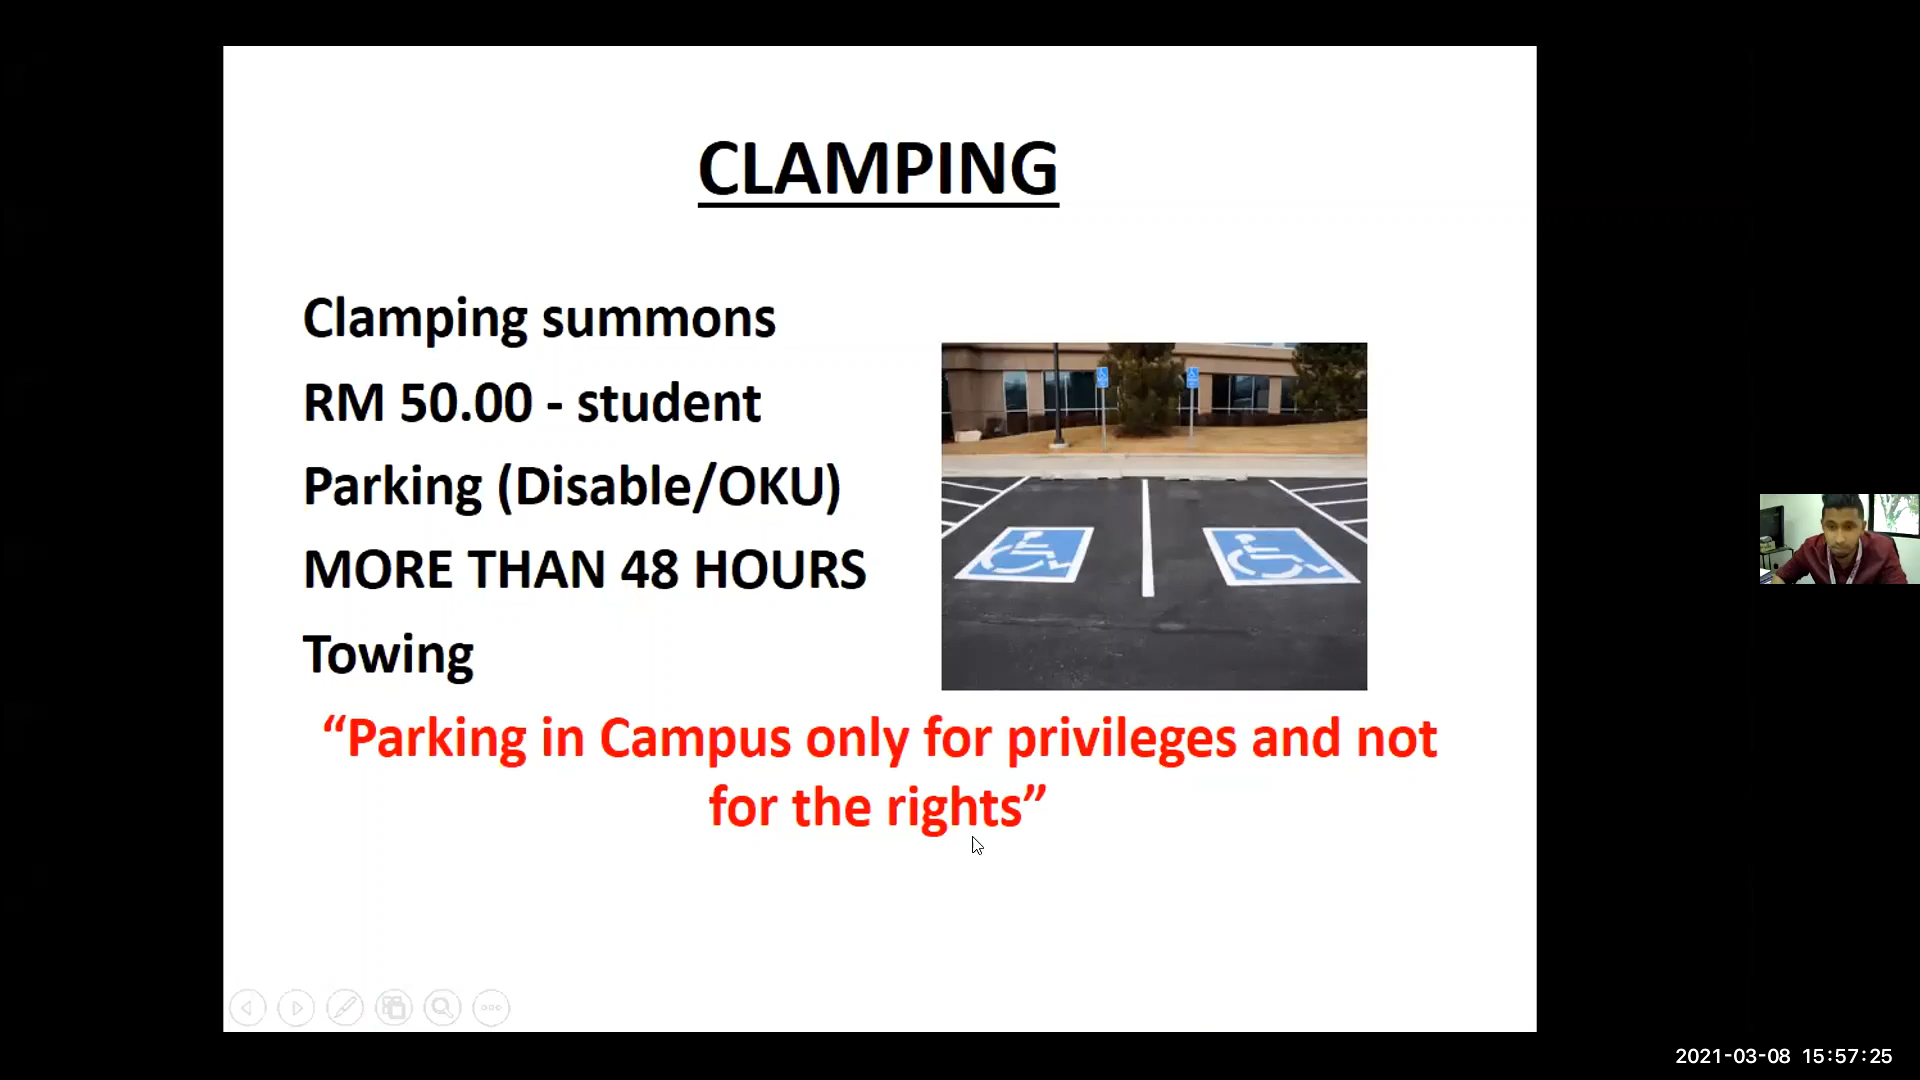 CLAMPING
Clamping summons
RM 50.00 - student
Parking (Disable/OKU)
MORE THAN 48 HOURS
Towing
“Parking in Campus only for privileges and not
for the rights”
2021-03-08 15:57:25